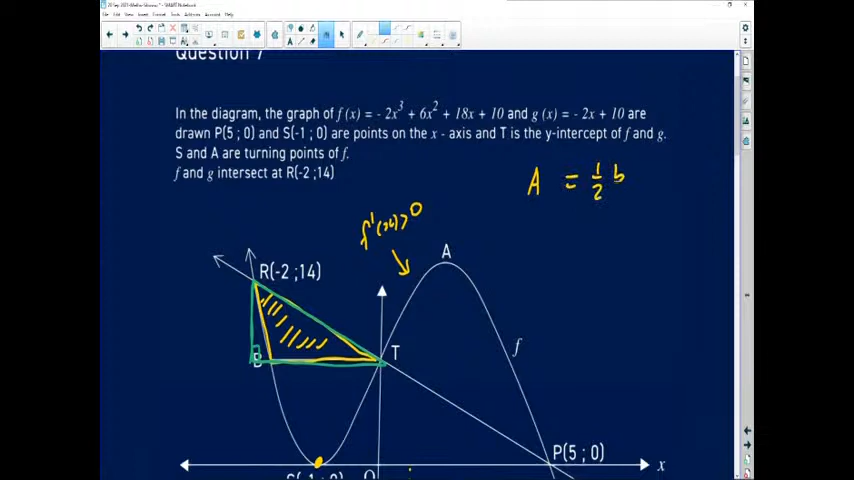 Question 7
In the diagram, the graph of f (x) = - 2x³ + 6x² + 18x + 10 and g (x) = - 2x + 10 are
drawn P(5 ; 0) and S(-1 ; 0) are points on the x - axis and T is the y-intercept of f and g.
S and A are turning points of f.
f and g intersect at R(-2 ;14)
A = 1/2 b
f'(x)>0
A
R(-2 ;14)
B
T
f
P(5 ; 0)
x
S(-1 ; 0)
O